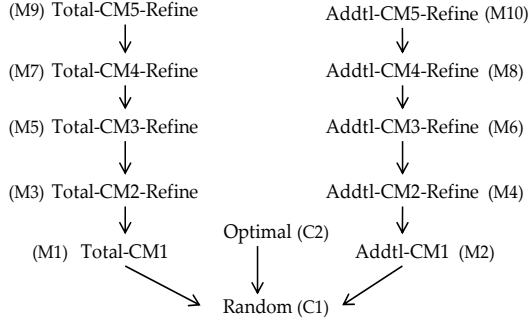 (M9) Total-CM5-Refine Addtl-CM5-Refine (M10)
(M7) Total-CM4-Refine Addtl-CM4-Refine (M8)
(M5) Total-CM3-Refine Addtl-CM3-Refine (M6)
(M3) Total-CM2-Refine Addtl-CM2-Refine (M4)
Optimal (C2)
(M1) Total-CM1 Addtl-CM1 (M2)
Random (C1)